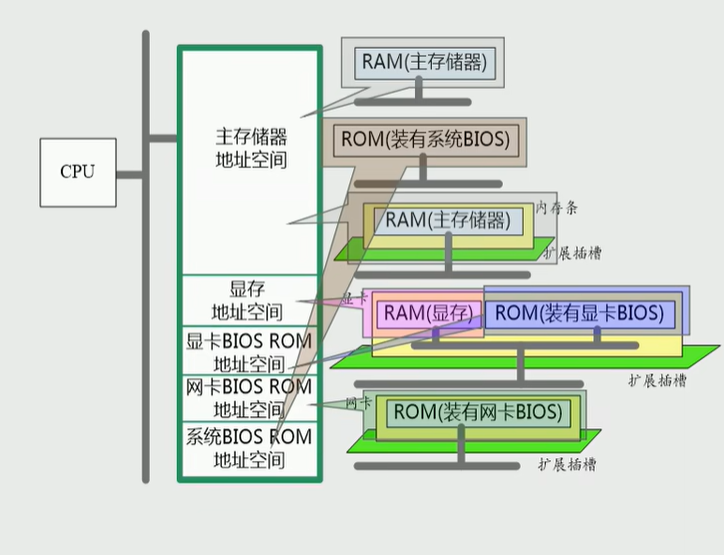 CPU
主存储器
地址空间
显存
地址空间
显卡BIOS ROM
地址空间
网卡BIOS ROM
地址空间
系统BIOS ROM
地址空间
RAM(主存储器)
ROM(装有系统BIOS)
RAM(主存储器)
内存条
扩展插槽
显卡
RAM(显存)
ROM(装有显卡BIOS)
扩展插槽
网卡
ROM(装有网卡BIOS)
扩展插槽